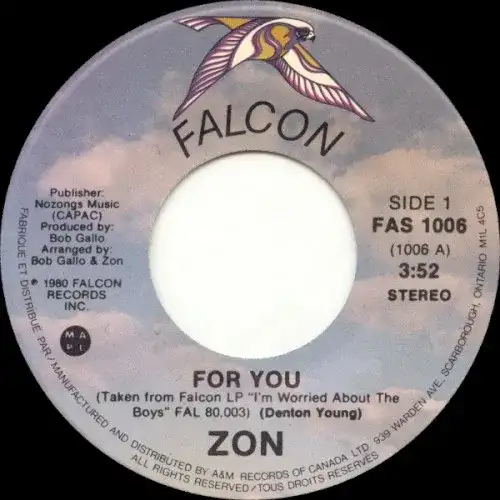 FALCON
Publisher:
Nozongs Music
(CAPAC)
Produced by:
Bob Gallo
Arranged by:
Bob Gallo & Zon
℗ 1980 FALCON
RECORDS
INC.
MAPL
SIDE 1
FAS 1006
(1006 A)
3:52
STEREO
FOR YOU
(Taken from Falcon LP "I'm Worried About The
Boys" FAL 80,003) (Denton Young)
ZON
FABRIQUE ET DISTRIBUE PAR / MANUFACTURED AND DISTRIBUTED BY A&M RECORDS OF CANADA LTD. 939 WARDEN AVE, SCARBOROUGH, ONTARIO M1L 4C5
ALL RIGHTS RESERVED / TOUS DROITS RÉSERVÉS